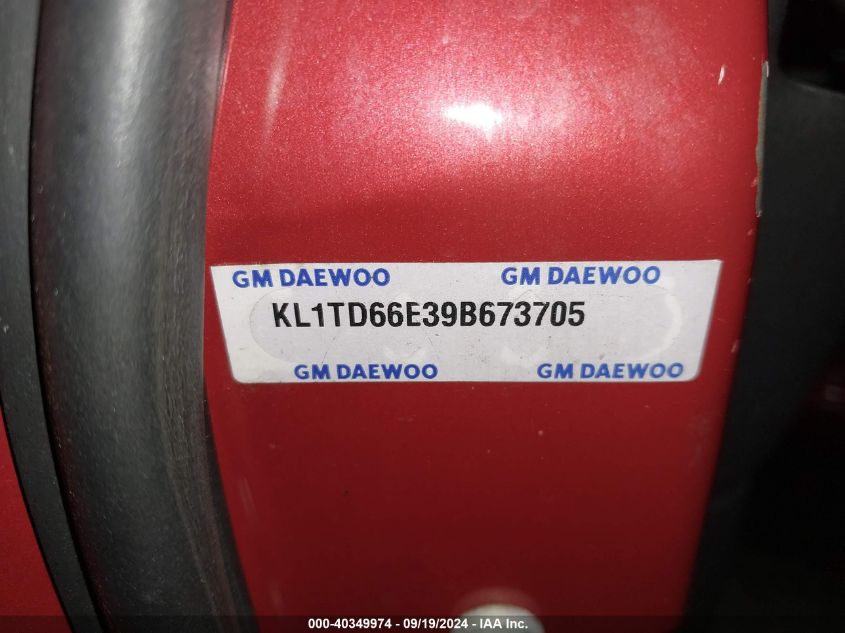 GM DAEWOO GM DAEWOO
KL1TD66E39B673705
GM DAEWOO GM DAEWOO
000-40349974 - 09/19/2024 - IAA Inc.